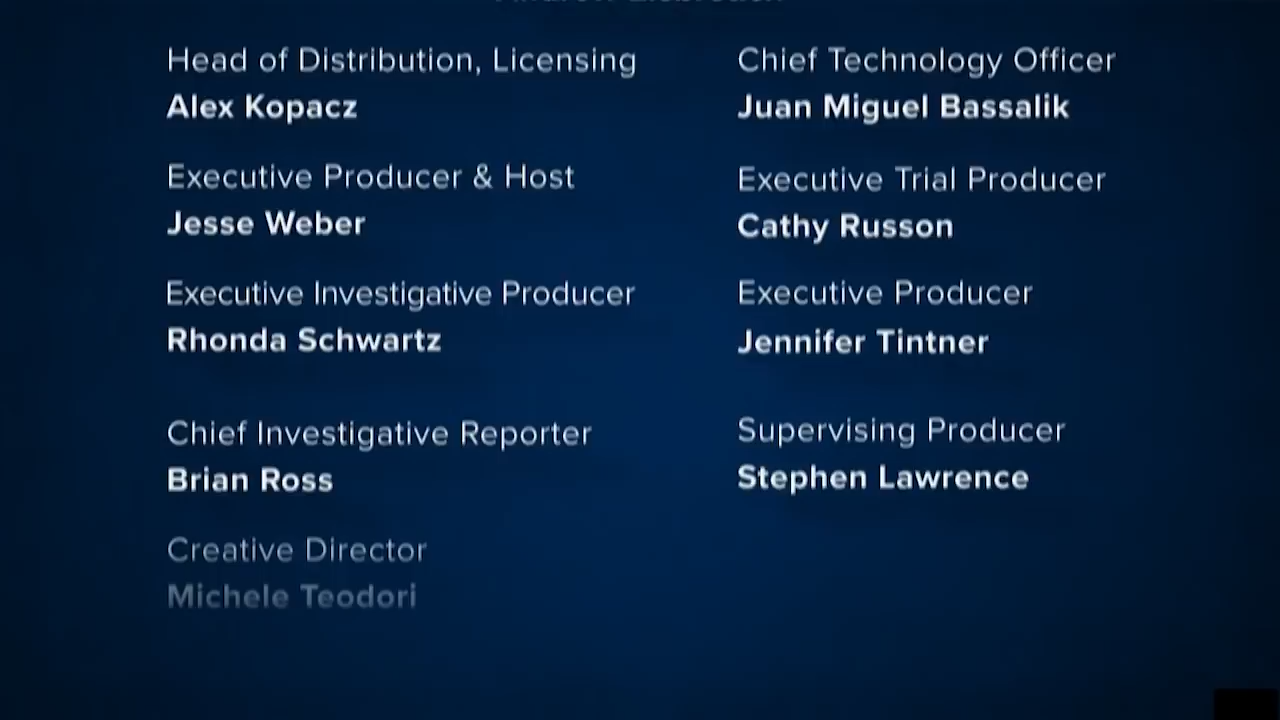 Head of Distribution, Licensing
Alex Kopacz
Executive Producer & Host
Jesse Weber
Executive Investigative Producer
Rhonda Schwartz
Chief Investigative Reporter
Brian Ross
Creative Director
Michele Teodori
Chief Technology Officer
Juan Miguel Bassalik
Executive Trial Producer
Cathy Russon
Executive Producer
Jennifer Tintner
Supervising Producer
Stephen Lawrence